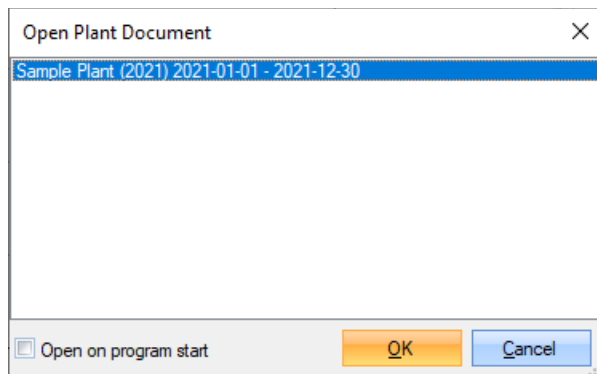 Open Plant Document
Sample Plant (2021) 2021-01-01 - 2021-12-30
Open on program start
OK
Cancel